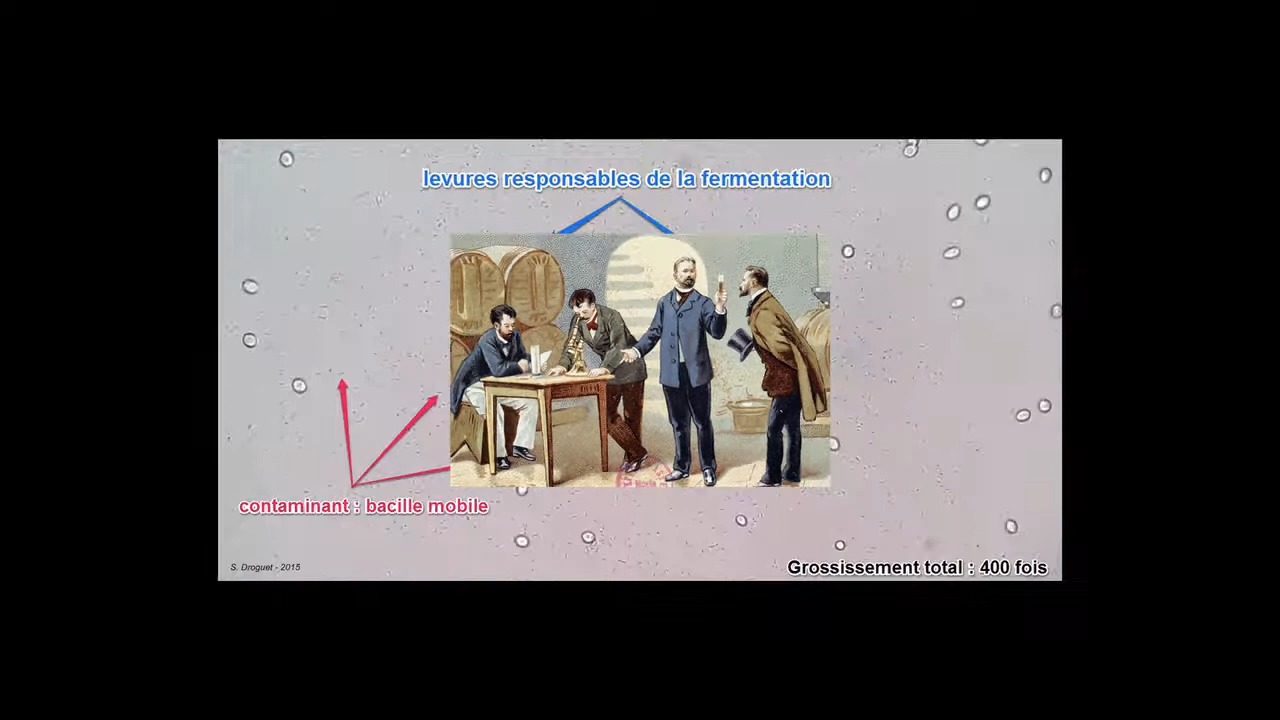 levures responsables de la fermentation
contaminant : bacille mobile
S. Droguet - 2015
Grossissement total : 400 fois